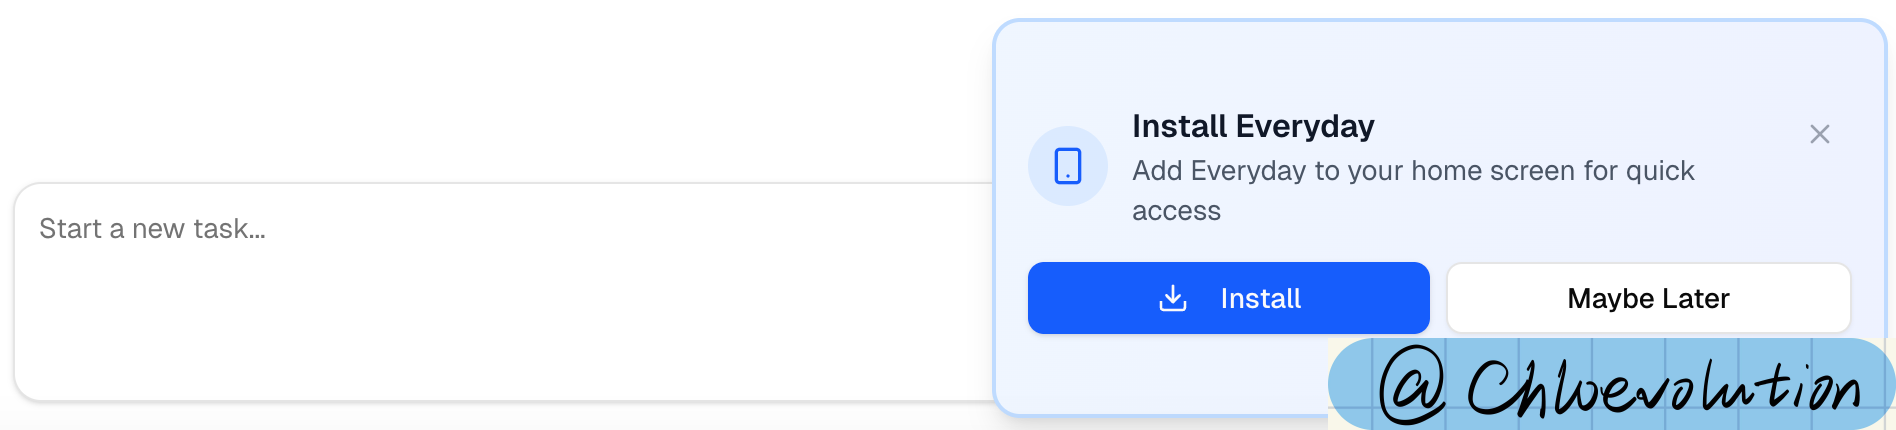 Install Everyday
Add Everyday to your home screen for quick
access
Start a new task...
Install
Maybe Later
@Chloevolution